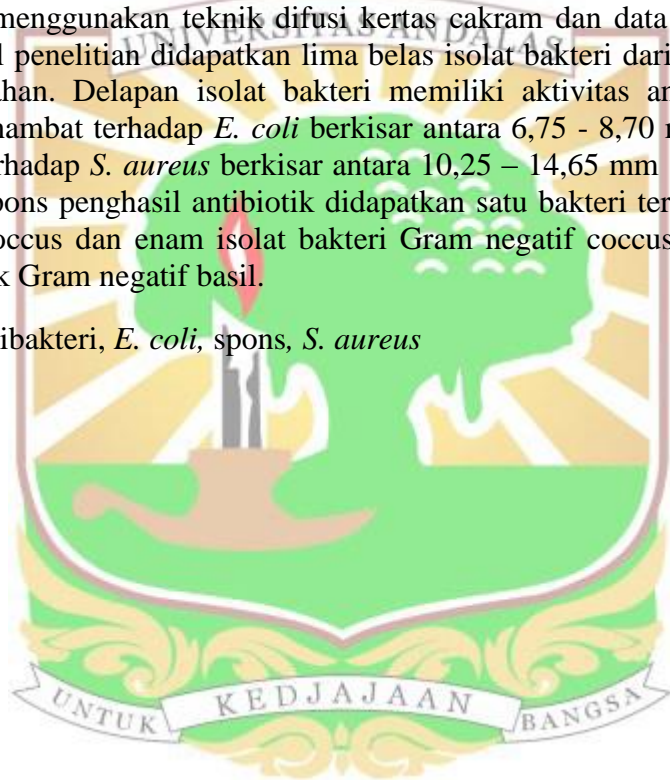 menggunakan teknik difusi kertas cakram dan data
UNIVERSITAS ANDALAS
l penelitian didapatkan lima belas isolat bakteri dari
ahan. Delapan isolat bakteri memiliki aktivitas an
hambat terhadap E. coli berkisar antara 6,75 - 8,70
rhadap S. aureus berkisar antara 10,25 – 14,65 mm
pons penghasil antibiotik didapatkan satu bakteri ter
occus dan enam isolat bakteri Gram negatif coccus
k Gram negatif basil.
ibakteri, E. coli, spons, S. aureus
UNTUK KEDJAJAAN BANGSA